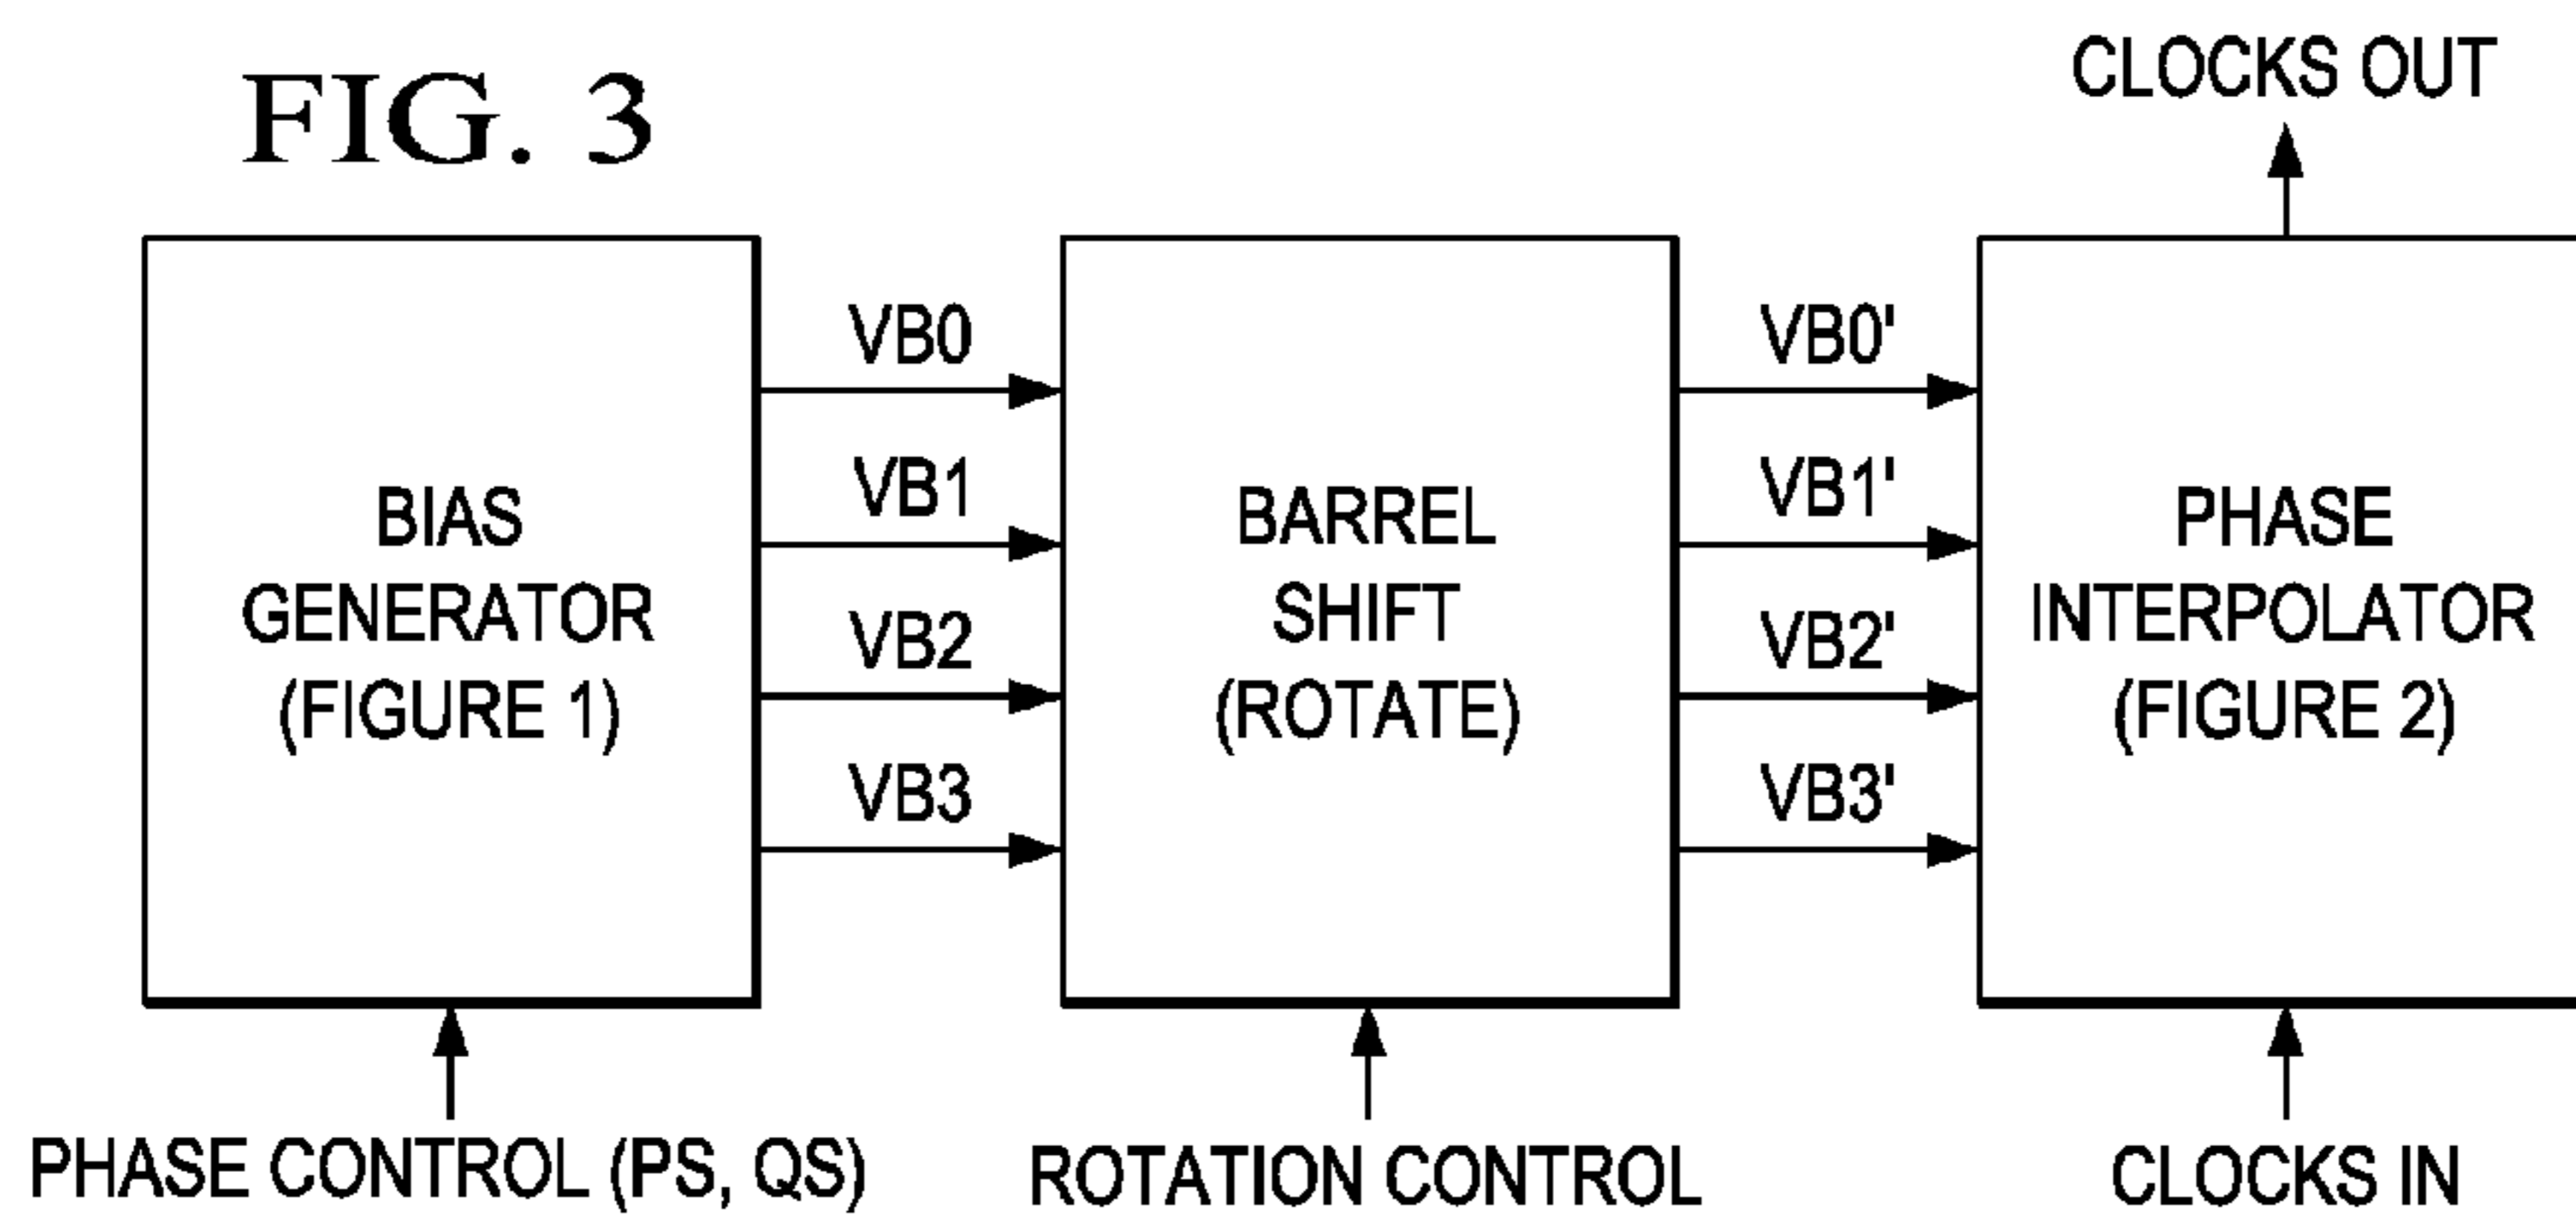 FIG. 3
CLOCKS OUT
BIAS
GENERATOR
(FIGURE 1)
VB0
VB1
VB2
VB3
BARREL
SHIFT
(ROTATE)
VB0'
VB1'
VB2'
VB3'
PHASE
INTERPOLATOR
(FIGURE 2)
PHASE CONTROL (PS, QS)
ROTATION CONTROL
CLOCKS IN